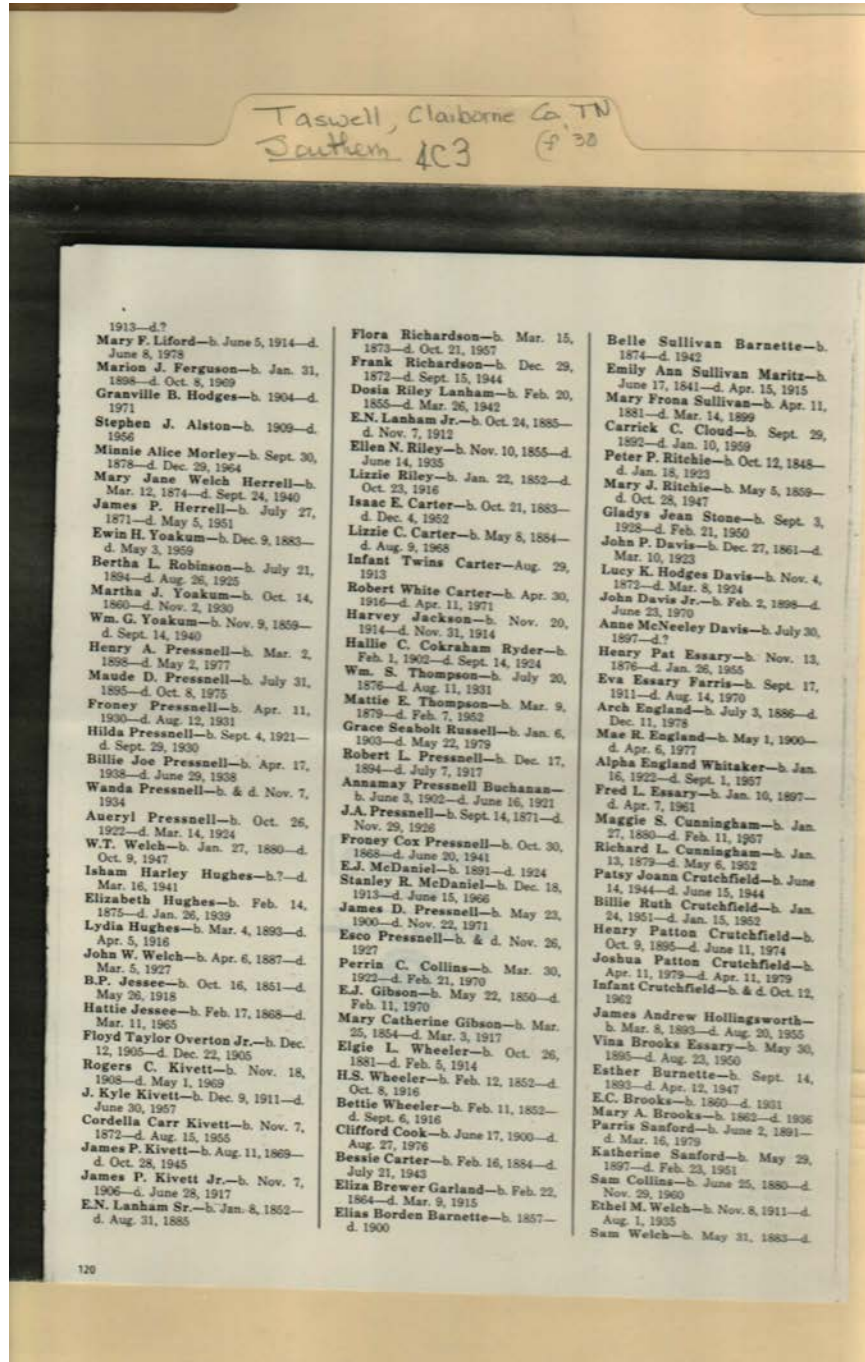 Taswell, Claiborne Co, TN
Southern 4C3 (f '38
1913—d.?
Mary F. Liford—b. June 5, 1914—d.
June 8, 1978
Marion J. Ferguson—b. Jan. 31,
1898—d. Oct. 8, 1969
Granville B. Hodges—b. 1904—d.
1971
Stephen J. Alston—b. 1909—d.
1956
Minnie Alice Morley—b. Sept. 30,
1878—d. Dec. 29, 1964
Mary Jane Welch Herrell—b.
Mar. 12, 1874—d. Sept. 24, 1940
James P. Herrell—b. July 27,
1871—d. May 5, 1951
Ewin H. Yoakum—b. Dec. 9, 1883—
d. May 3, 1959
Bertha L. Robinson—b. July 21,
1894—d. Aug. 26, 1925
Martha J. Yoakum—b. Oct. 14,
1860—d. Nov. 2, 1930
Wm. G. Yoakum—b. Nov. 9, 1859—
d. Sept. 14, 1940
Henry A. Pressnell—b. Mar. 2,
1898—d. May 2, 1977
Maude D. Pressnell—b. July 31,
1895—d. Oct. 8, 1975
Froney Pressnell—b. Apr. 11,
1930—d. Aug. 12, 1931
Hilda Pressnell—b. Sept. 4, 1921—
d. Sept. 29, 1930
Billie Joe Pressnell—b. Apr. 17,
1938—d. June 29, 1938
Wanda Pressnell—b. & d. Nov. 7,
1934
Aueryl Pressnell—b. Oct. 26,
1922—d. Mar. 14, 1924
W.T. Welch—b. Jan. 27, 1880—d.
Oct. 9, 1947
Isham Harley Hughes—b.?—d.
Mar. 16, 1941
Elizabeth Hughes—b. Feb. 14,
1875—d. Jan. 26, 1939
Lydia Hughes—b. Mar. 4, 1893—d.
Apr. 5, 1916
John W. Welch—b. Apr. 6, 1887—d.
Mar. 5, 1927
B.P. Jessee—b. Oct. 16, 1851—d.
May 26, 1918
Hattie Jessee—b. Feb. 17, 1868—d.
Mar. 11, 1965
Floyd Taylor Overton Jr.—b. Dec.
12, 1905—d. Dec. 22, 1905
Rogers C. Kivett—b. Nov. 18,
1908—d. May 1, 1969
J. Kyle Kivett—b. Dec. 9, 1911—d.
June 30, 1957
Cordella Carr Kivett—b. Nov. 7,
1872—d. Aug. 15, 1955
James P. Kivett—b. Aug. 11, 1869—
d. Oct. 28, 1945
James P. Kivett Jr.—b. Nov. 7,
1906—d. June 28, 1917
E.N. Lanham Sr.—b. Jan. 8, 1852—
d. Aug. 31, 1885
Flora Richardson—b. Mar. 15,
1873—d. Oct. 21, 1957
Frank Richardson—b. Dec. 29,
1872—d. Sept. 15, 1944
Dosia Riley Lanham—b. Feb. 20,
1855—d. Mar. 26, 1942
E.N. Lanham Jr.—b. Oct. 24, 1885—
d. Nov. 7, 1912
Ellen N. Riley—b. Nov. 10, 1855—d.
June 14, 1935
Lizzie Riley—b. Jan. 22, 1852—d.
Oct. 23, 1916
Isaac E. Carter—b. Oct. 21, 1883—
d. Dec. 4, 1952
Lizzie C. Carter—b. May 8, 1884—
d. Aug. 9, 1968
Infant Twins Carter—Aug. 29,
1913
Robert White Carter—b. Apr. 30,
1916—d. Apr. 11, 1971
Harvey Jackson—b. Nov. 20,
1914—d. Nov. 31, 1914
Hallie C. Cokraham Ryder—b.
Feb. 1, 1902—d. Sept. 14, 1924
Wm. S. Thompson—b. July 20,
1876—d. Aug. 11, 1931
Mattie E. Thompson—b. Mar. 9,
1879—d. Feb. 7, 1952
Grace Seabolt Russell—b. Jan. 6,
1903—d. May 22, 1979
Robert L. Pressnell—b. Dec. 17,
1894—d. July 7, 1917
Annamay Pressnell Buchanan—
b. June 3, 1902—d. June 16, 1921
J.A. Pressnell—b. Sept. 14, 1871—d.
Nov. 29, 1926
Froney Cox Pressnell—b. Oct. 30,
1868—d. June 20, 1941
E.J. McDaniel—b. 1891—d. 1924
Stanley R. McDaniel—b. Dec. 18,
1913—d. June 15, 1966
James D. Pressnell—b. May 23,
1900—d. Nov. 22, 1971
Esco Pressnell—b. & d. Nov. 26,
1927
Perrin C. Collins—b. Mar. 30,
1922—d. Feb. 21, 1970
E.J. Gibson—b. May 22, 1850—d.
Feb. 11, 1970
Mary Catherine Gibson—b. Mar.
25, 1854—d. Mar. 3, 1917
Elgie L. Wheeler—b. Oct. 26,
1881—d. Feb. 5, 1914
H.S. Wheeler—b. Feb. 12, 1852—d.
Oct. 8, 1916
Bettie Wheeler—b. Feb. 11, 1852—
d. Sept. 6, 1916
Clifford Cook—b. June 17, 1900—d.
Aug. 27, 1976
Bessie Carter—b. Feb. 16, 1884—d.
July 21, 1943
Eliza Brewer Garland—b. Feb. 22,
1864—d. Mar. 9, 1915
Elias Borden Barnette—b. 1857—
d. 1900
Belle Sullivan Barnette—b.
1874—d. 1942
Emily Ann Sullivan Maritz—b.
June 17, 1841—d. Apr. 15, 1915
Mary Frona Sullivan—b. Apr. 11,
1881—d. Mar. 14, 1899
Carrick C. Cloud—b. Sept. 29,
1892—d. Jan. 10, 1959
Peter P. Ritchie—b. Oct. 12, 1848—
d. Jan. 18, 1923
Mary J. Ritchie—b. May 5, 1859—
d. Oct. 28, 1947
Gladys Jean Stone—b. Sept. 3,
1928—d. Feb. 21, 1950
John P. Davis—b. Dec. 27, 1861—d.
Mar. 10, 1923
Lucy K. Hodges Davis—b. Nov. 4,
1872—d. Mar. 8, 1924
John Davis Jr.—b. Feb. 2, 1898—d.
June 23, 1970
Anne McNeeley Davis—b. July 30,
1897—d.?
Henry Pat Essary—b. Nov. 13,
1876—d. Jan. 26, 1955
Eva Essary Farris—b. Sept. 17,
1911—d. Aug. 14, 1970
Arch England—b. July 3, 1886—d.
Dec. 11, 1978
Mae R. England—b. May 1, 1900—
d. Apr. 6, 1977
Alpha England Whitaker—b. Jan.
16, 1922—d. Sept. 1, 1957
Fred L. Essary—b. Jan. 10, 1897—
d. Apr. 7, 1961
Maggie S. Cunningham—b. Jan.
27, 1880—d. Feb. 11, 1957
Richard L. Cunningham—b. Jan.
13, 1879—d. May 6, 1952
Patsy Joann Crutchfield—b. June
14, 1944—d. June 15, 1944
Billie Ruth Crutchfield—b. Jan.
24, 1951—d. Jan. 15, 1952
Henry Patton Crutchfield—b.
Oct. 9, 1895—d. June 11, 1974
Joshua Patton Crutchfield—b.
Apr. 11, 1979—d. Apr. 11, 1979
Infant Crutchfield—b. & d. Oct. 12,
1962
James Andrew Hollingsworth—
b. Mar. 8, 1893—d. Aug. 20, 1955
Vina Brooks Essary—b. May 30,
1895—d. Aug. 23, 1950
Esther Burnette—b. Sept. 14,
1893—d. Apr. 12, 1947
E.C. Brooks—b. 1860—d. 1931
Mary A. Brooks—b. 1862—d. 1936
Parris Sanford—b. June 2, 1891—
d. Mar. 16, 1979
Katherine Sanford—b. May 29,
1897—d. Feb. 23, 1951
Sam Collins—b. June 25, 1880—d.
Nov. 29, 1960
Ethel M. Welch—b. Nov. 8, 1911—d.
Aug. 1, 1935
Sam Welch—b. May 31, 1883—d.
120